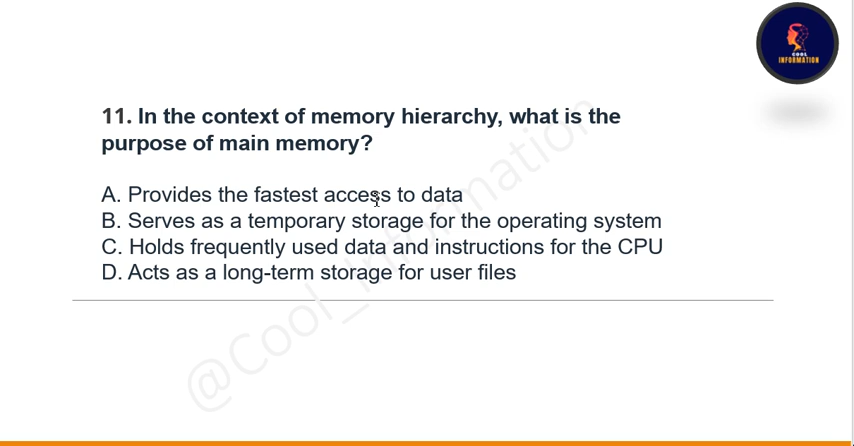 COOL
INFORMATION
11. In the context of memory hierarchy, what is the
purpose of main memory?
A. Provides the fastest access to data
B. Serves as a temporary storage for the operating system
C. Holds frequently used data and instructions for the CPU
D. Acts as a long-term storage for user files
@Cool_Information